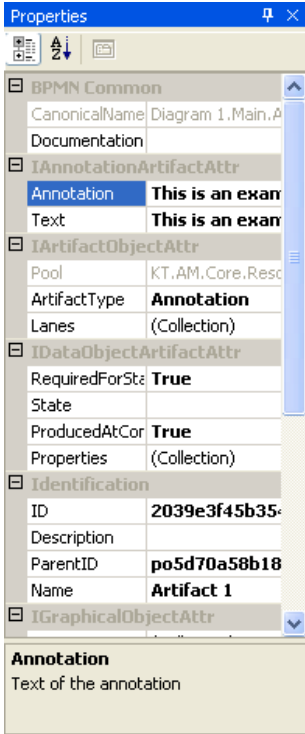 Properties
BPMN Common
CanonicalName Diagram 1.Main.A
Documentation
IAnnotationArtifactAttr
Annotation This is an exam
Text This is an exam
IArtifactObjectAttr
Pool KT.AM.Core.Reso
ArtifactType Annotation
Lanes (Collection)
IDataObjectArtifactAttr
RequiredForSta True
State
ProducedAtCor True
Properties (Collection)
Identification
ID 2039e3f45b35
Description
ParentID po5d70a58b18
Name Artifact 1
IGraphicalObjectAttr
Annotation
Text of the annotation